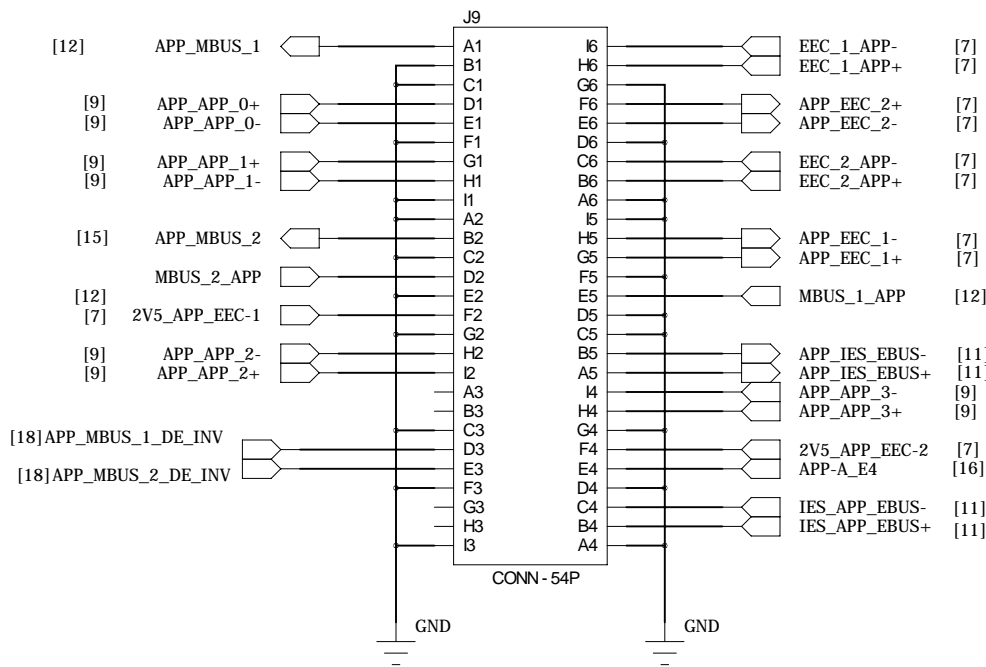 J9
[12] APP_MBUS_1 A1 I6 EEC_1_APP- [7]
B1 H6 EEC_1_APP+ [7]
C1 G6
[9] APP_APP_0+ D1 F6 APP_EEC_2+ [7]
[9] APP_APP_0- E1 E6 APP_EEC_2- [7]
F1 D6
[9] APP_APP_1+ G1 C6 EEC_2_APP- [7]
[9] APP_APP_1- H1 B6 EEC_2_APP+ [7]
I1 A6
A2 I5
[15] APP_MBUS_2 B2 H5 APP_EEC_1- [7]
C2 G5 APP_EEC_1+ [7]
MBUS_2_APP D2 F5
[12] E2 E5 MBUS_1_APP [12]
[7] 2V5_APP_EEC-1 F2 D5
G2 C5
[9] APP_APP_2- H2 B5 APP_IES_EBUS- [11]
[9] APP_APP_2+ I2 A5 APP_IES_EBUS+ [11]
A3 I4 APP_APP_3- [9]
B3 H4 APP_APP_3+ [9]
C3 G4
[18]APP_MBUS_1_DE_INV D3 F4 2V5_APP_EEC-2 [7]
[18]APP_MBUS_2_DE_INV E3 E4 APP-A_E4 [16]
F3 D4
G3 C4 IES_APP_EBUS- [11]
H3 B4 IES_APP_EBUS+ [11]
I3 A4
CONN - 54P
GND GND